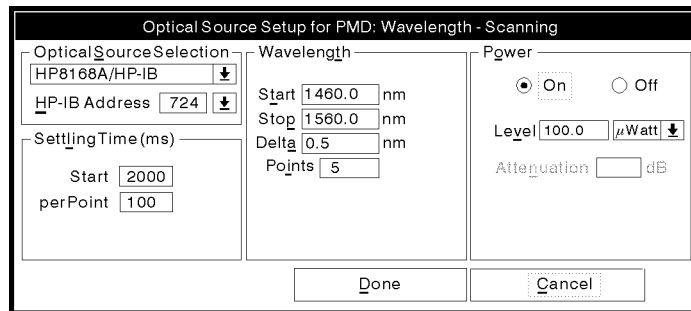 Optical Source Setup for PMD: Wavelength - Scanning
Optical Source Selection
HP8168A/HP-IB
HP-IB Address 724
Settling Time (ms)
Start 2000
per Point 100
Wavelength
Start 1460.0 nm
Stop 1560.0 nm
Delta 0.5 nm
Points 5
Power
On Off
Level 100.0 μWatt
Attenuation dB
Done
Cancel